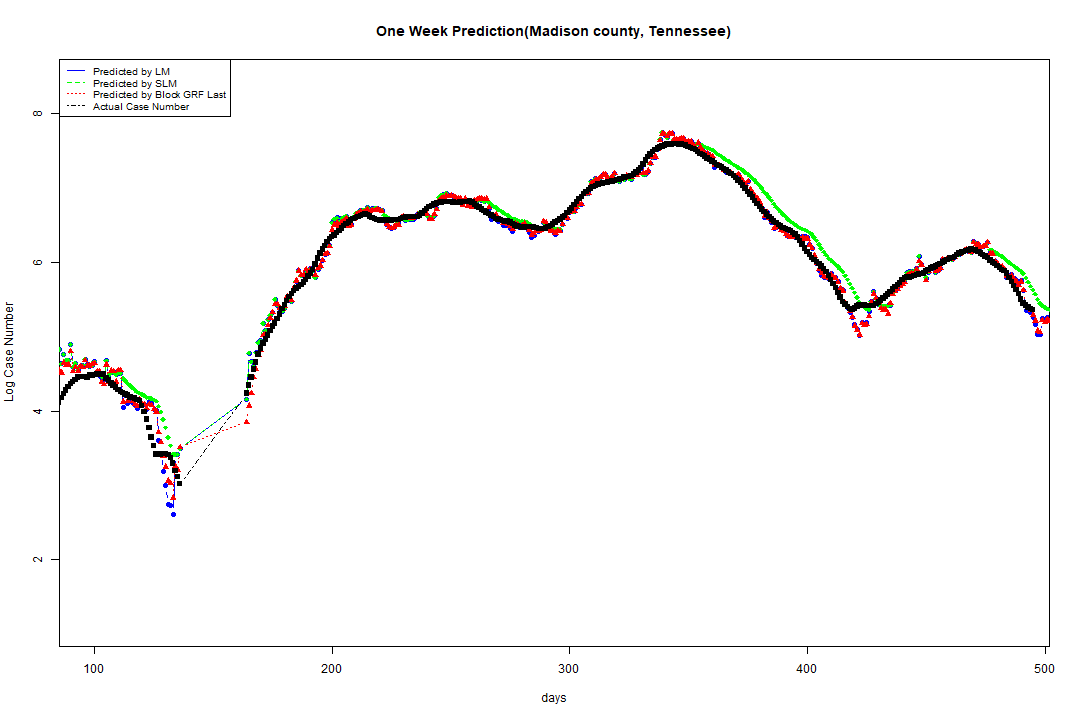 One Week Prediction(Madison county, Tennessee)
Predicted by LM
Predicted by SLM
Predicted by Block GRF Last
Actual Case Number
8
6
4
2
Log Case Number
100 200 300 400 500
days